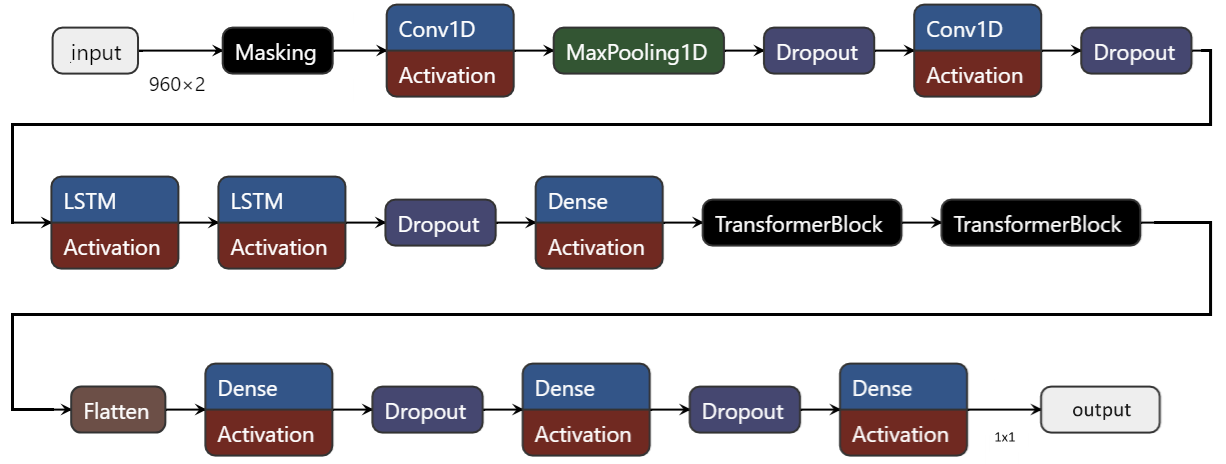 input
960×2
Masking
Conv1D
Activation
MaxPooling1D
Dropout
Conv1D
Activation
Dropout
LSTM
Activation
LSTM
Activation
Dropout
Dense
Activation
TransformerBlock
TransformerBlock
Flatten
Dense
Activation
Dropout
Dense
Activation
Dropout
Dense
Activation
1x1
output